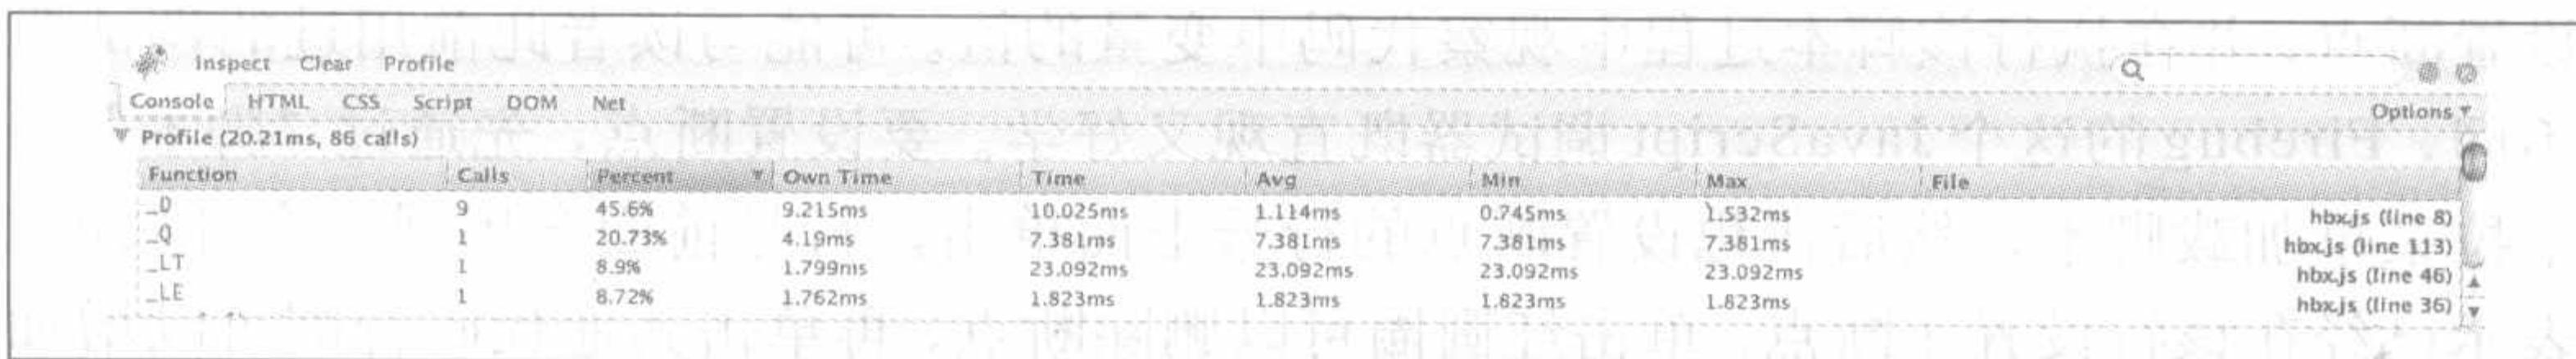 Inspect Clear Profile
Console HTML CSS Script DOM Net
Options
Profile (20.21ms, 86 calls)
Function Calls Percent Own Time Time Avg Min Max File
_D 9 45.6% 9.215ms 10.025ms 1.114ms 0.745ms 1.532ms hbx.js (line 8)
_Q 1 20.73% 4.19ms 7.381ms 7.381ms 7.381ms 7.381ms hbx.js (line 113)
_LT 1 8.9% 1.799ms 23.092ms 23.092ms 23.092ms 23.092ms hbx.js (line 46)
_LE 1 8.72% 1.762ms 1.823ms 1.823ms 1.823ms 1.823ms hbx.js (line 36)